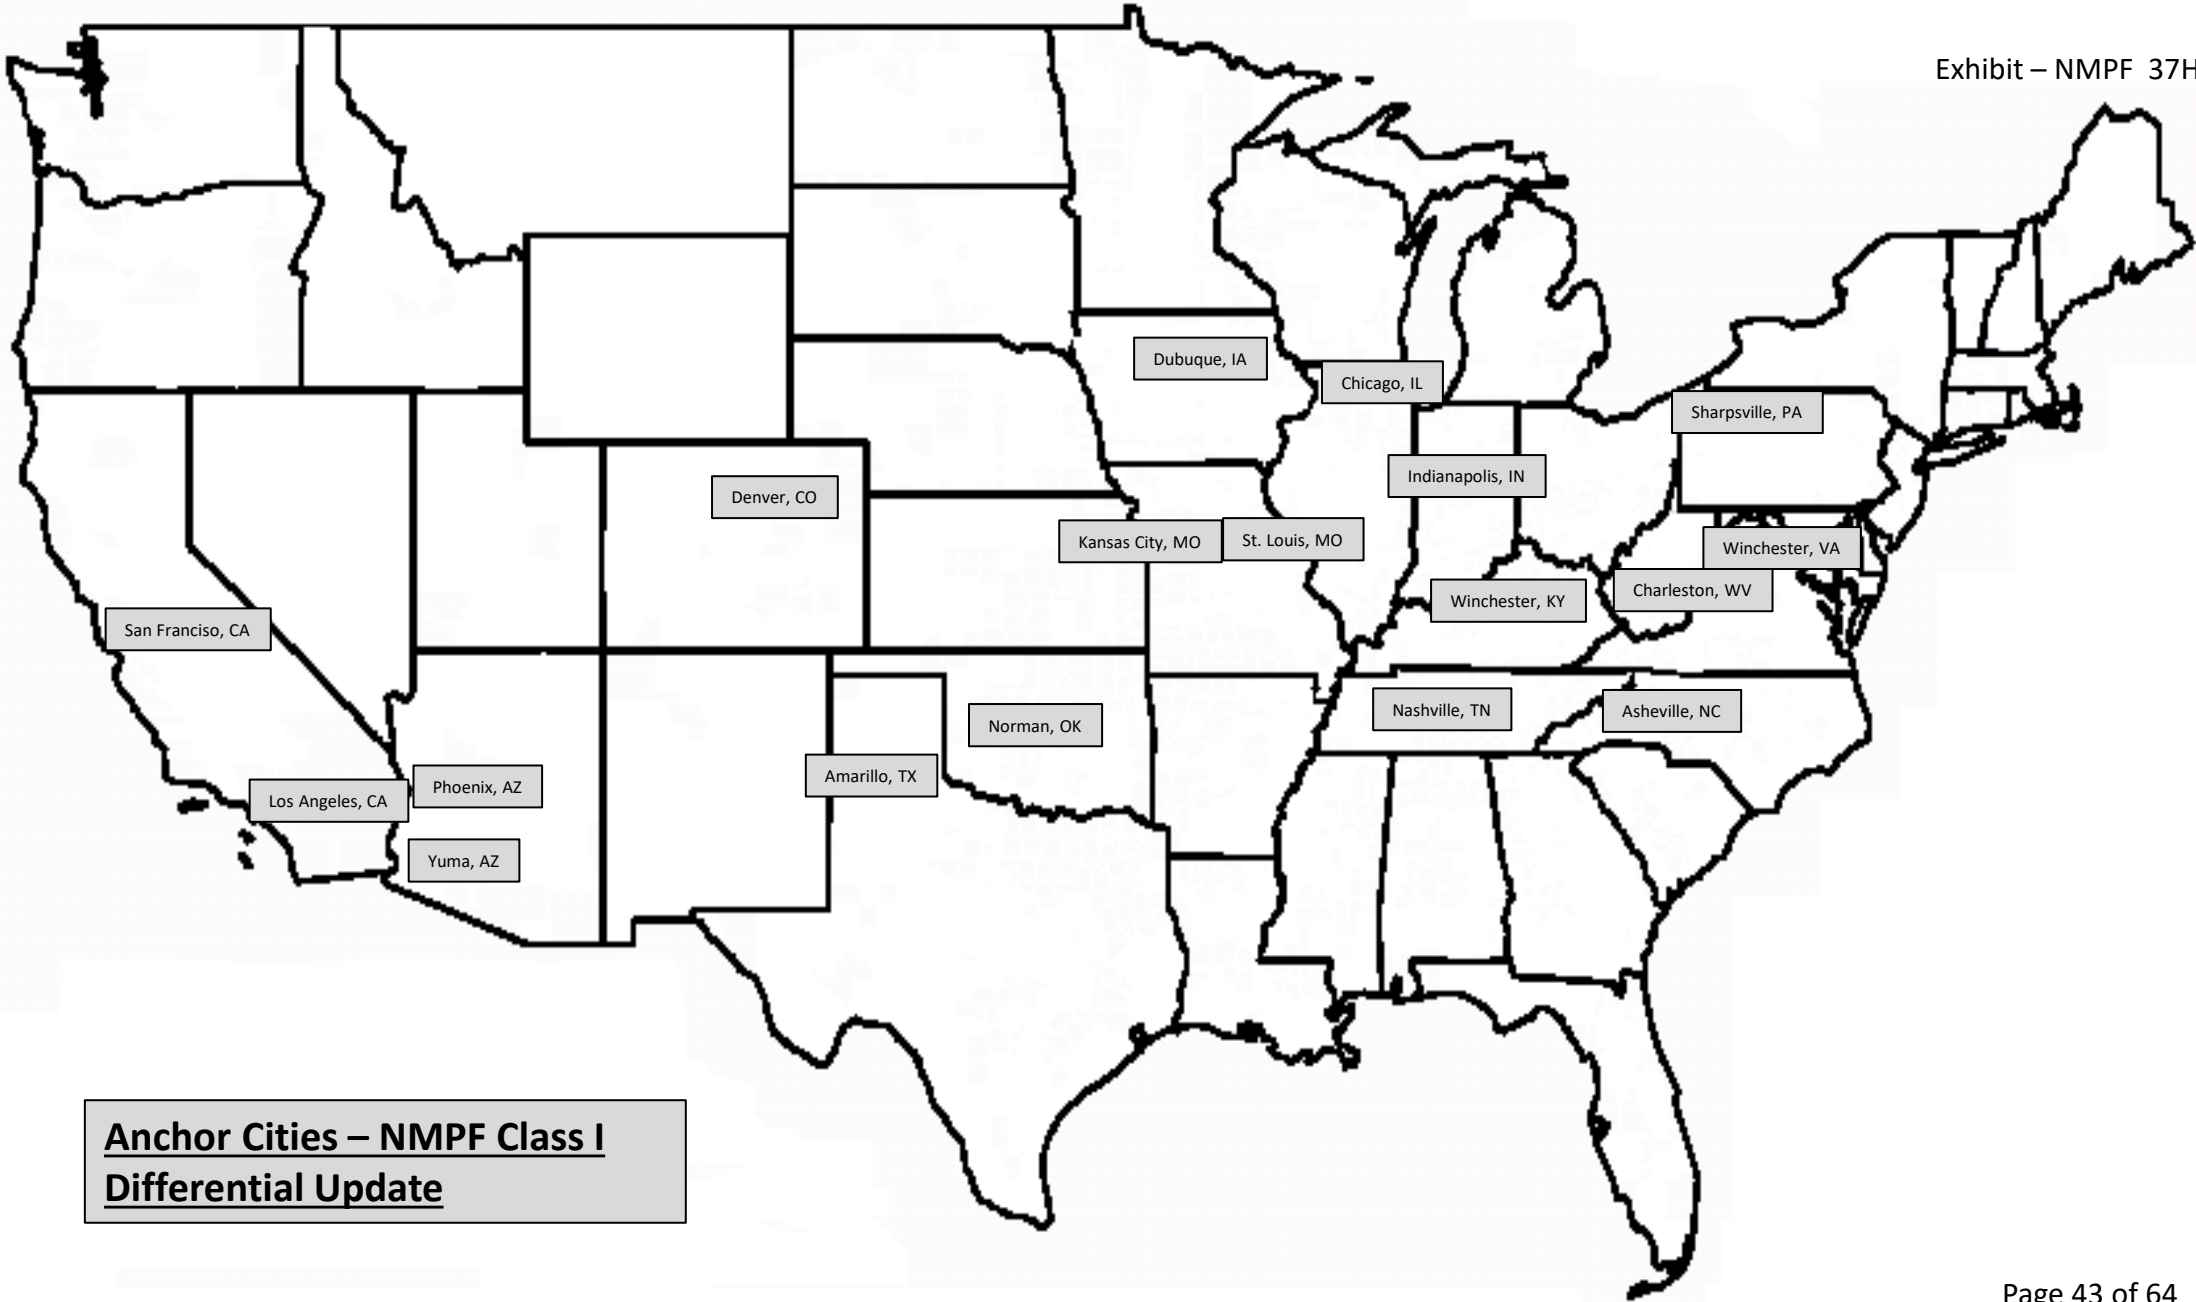 Exhibit – NMPF  37H
Dubuque, IA
Chicago, IL
Sharpsville, PA
Indianapolis, IN
Denver, CO
Kansas City, MO
St. Louis, MO
Winchester, VA
Charleston, WV
Winchester, KY
San Franciso, CA
Nashville, TN
Asheville, NC
Norman, OK
Amarillo, TX
Phoenix, AZ
Los Angeles, CA
Yuma, AZ
Anchor Cities – NMPF Class I
Differential Update
Page 43 of 64